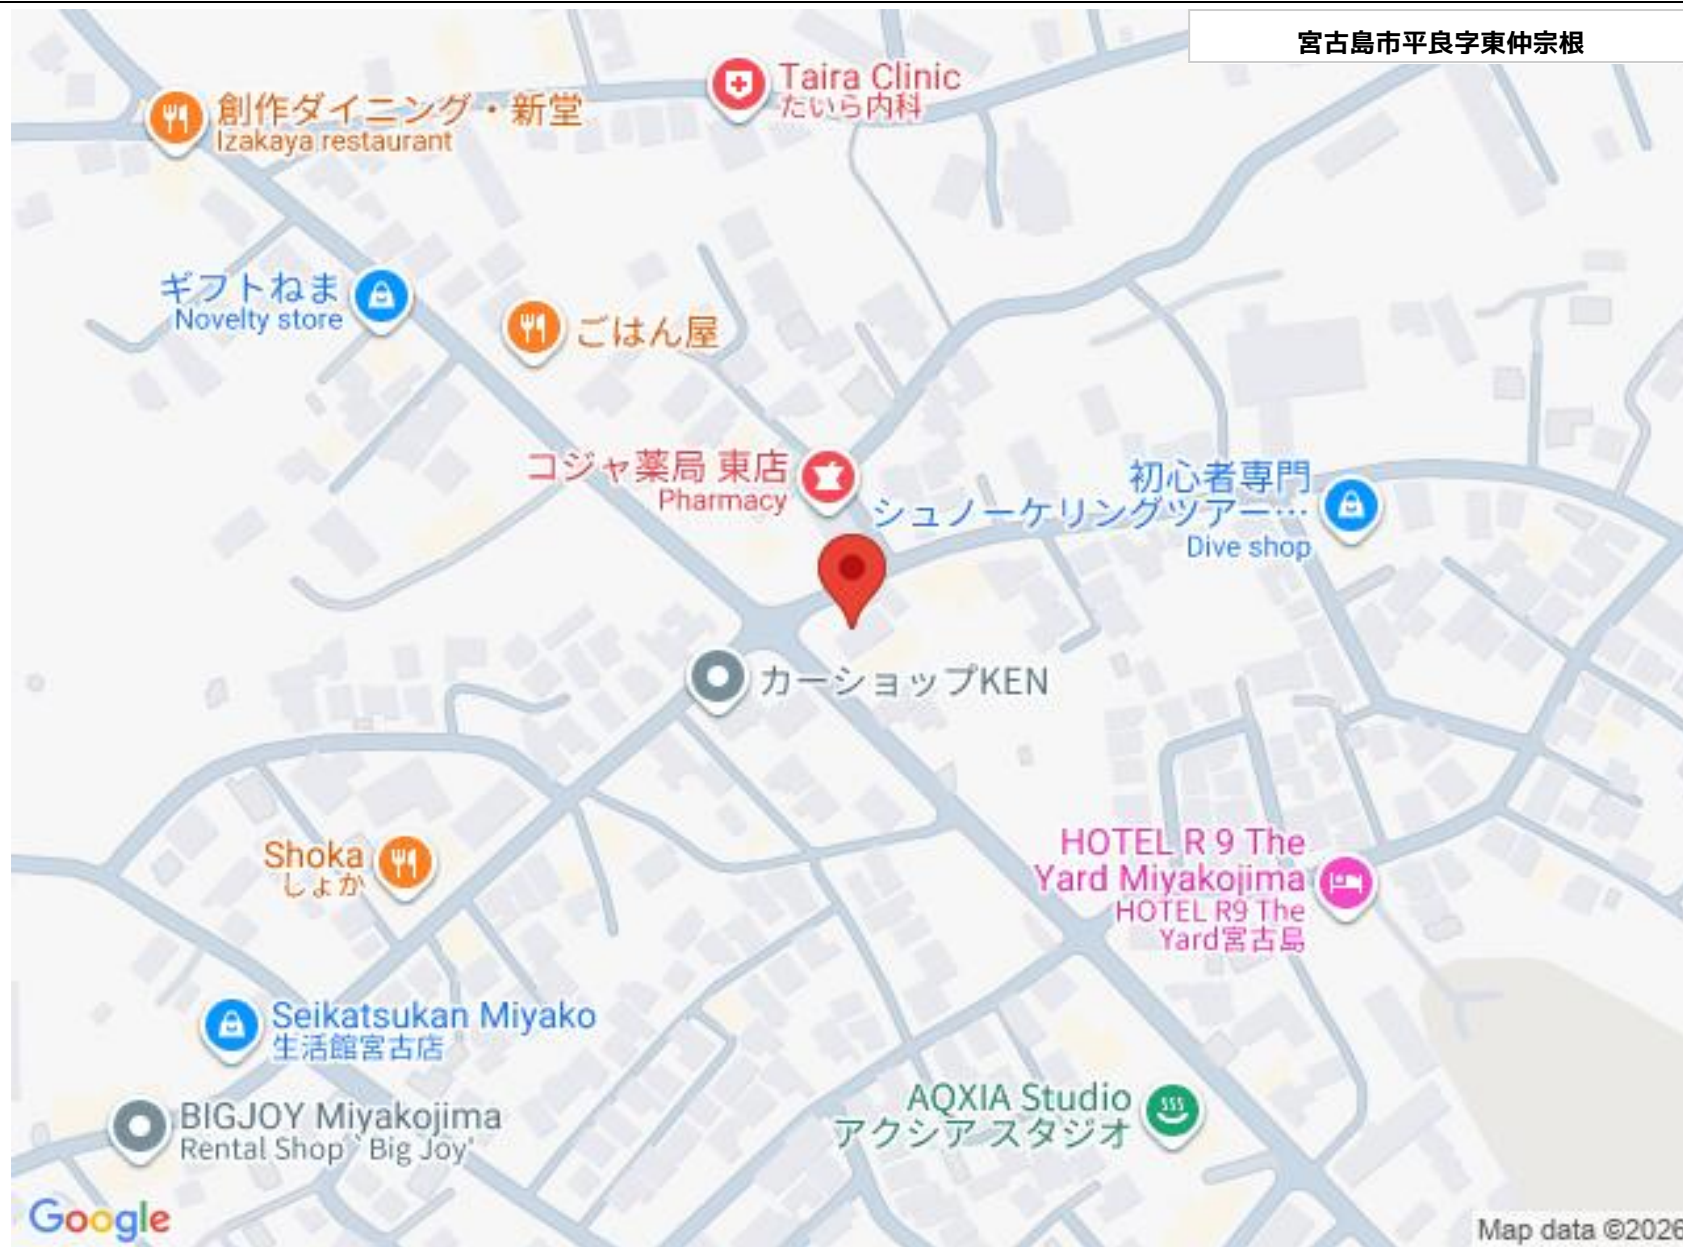 宮古島市平良字東仲宗根
Taira Clinic
たいら内科
創作ダイニング・新堂
Izakaya restaurant
ギフトねま
Novelty store
ごはん屋
コジャ薬局 東店
Pharmacy
初心者専門
シュノーケリングツアー…
Dive shop
カーショップKEN
Shoka
しょか
HOTEL R 9 The
Yard Miyakojima
HOTEL R9 The
Yard宮古島
Seikatsukan Miyako
生活館宮古店
BIGJOY Miyakojima
Rental Shop `Big Joy'
AQXIA Studio
アクシア スタジオ
Google
Map data ©2026